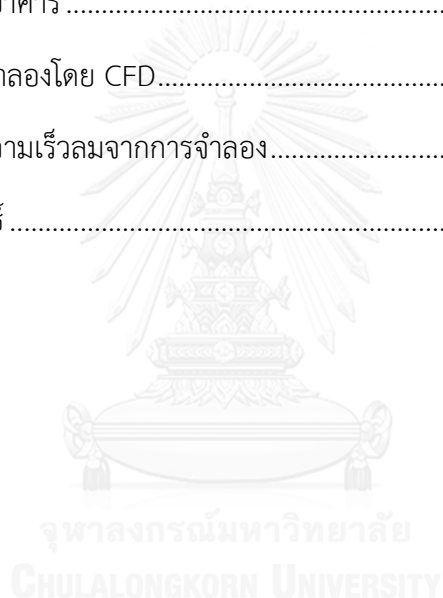 าคาร ................................................................
ำลองโดย CFD................................................
ามเร็วลมจากการจำลอง................................
์ ................................................................
จุฬาลงกรณ์มหาวิทยาลัย
CHULALONGKORN UNIVERSITY